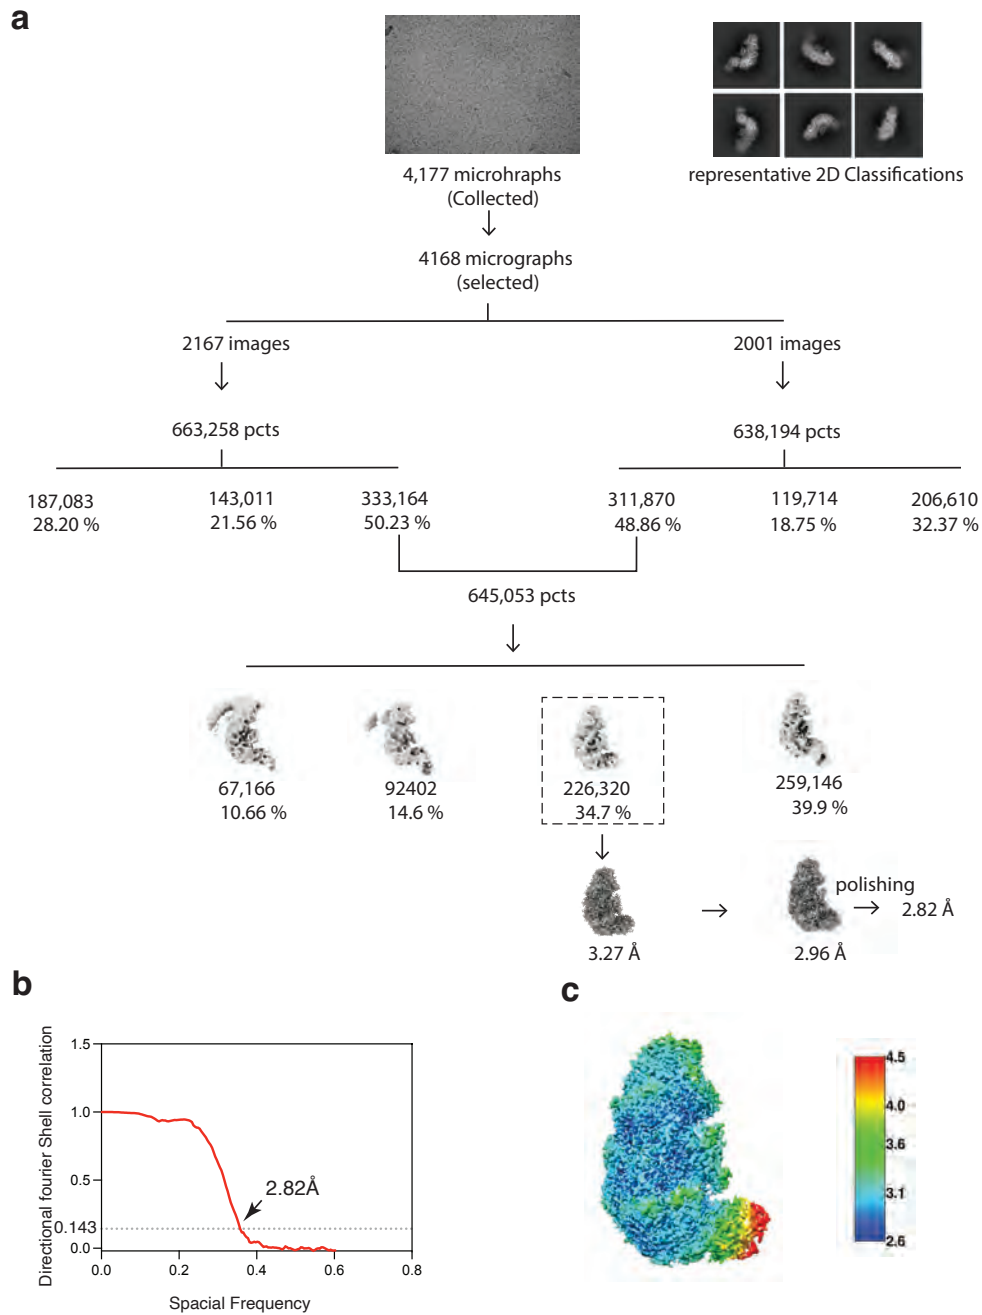 a
4,177 microhraphs
(Collected)
representative 2D Classifications
4168 micrographs
(selected)
2167 images
2001 images
663,258 pcts
638,194 pcts
187,083
28.20 %
143,011
21.56 %
333,164
50.23 %
311,870
48.86 %
119,714
18.75 %
206,610
32.37 %
645,053 pcts
67,166
10.66 %
92402
14.6 %
226,320
34.7 %
259,146
39.9 %
3.27 Å
2.96 Å
polishing
2.82 Å
b
Directional fourier Shell correlation
1.5
1.0
0.5
0.143
0.0
2.82Å
0.0 0.2 0.4 0.6 0.8
Spacial Frequency
c
4.5
4.0
3.6
3.1
2.6